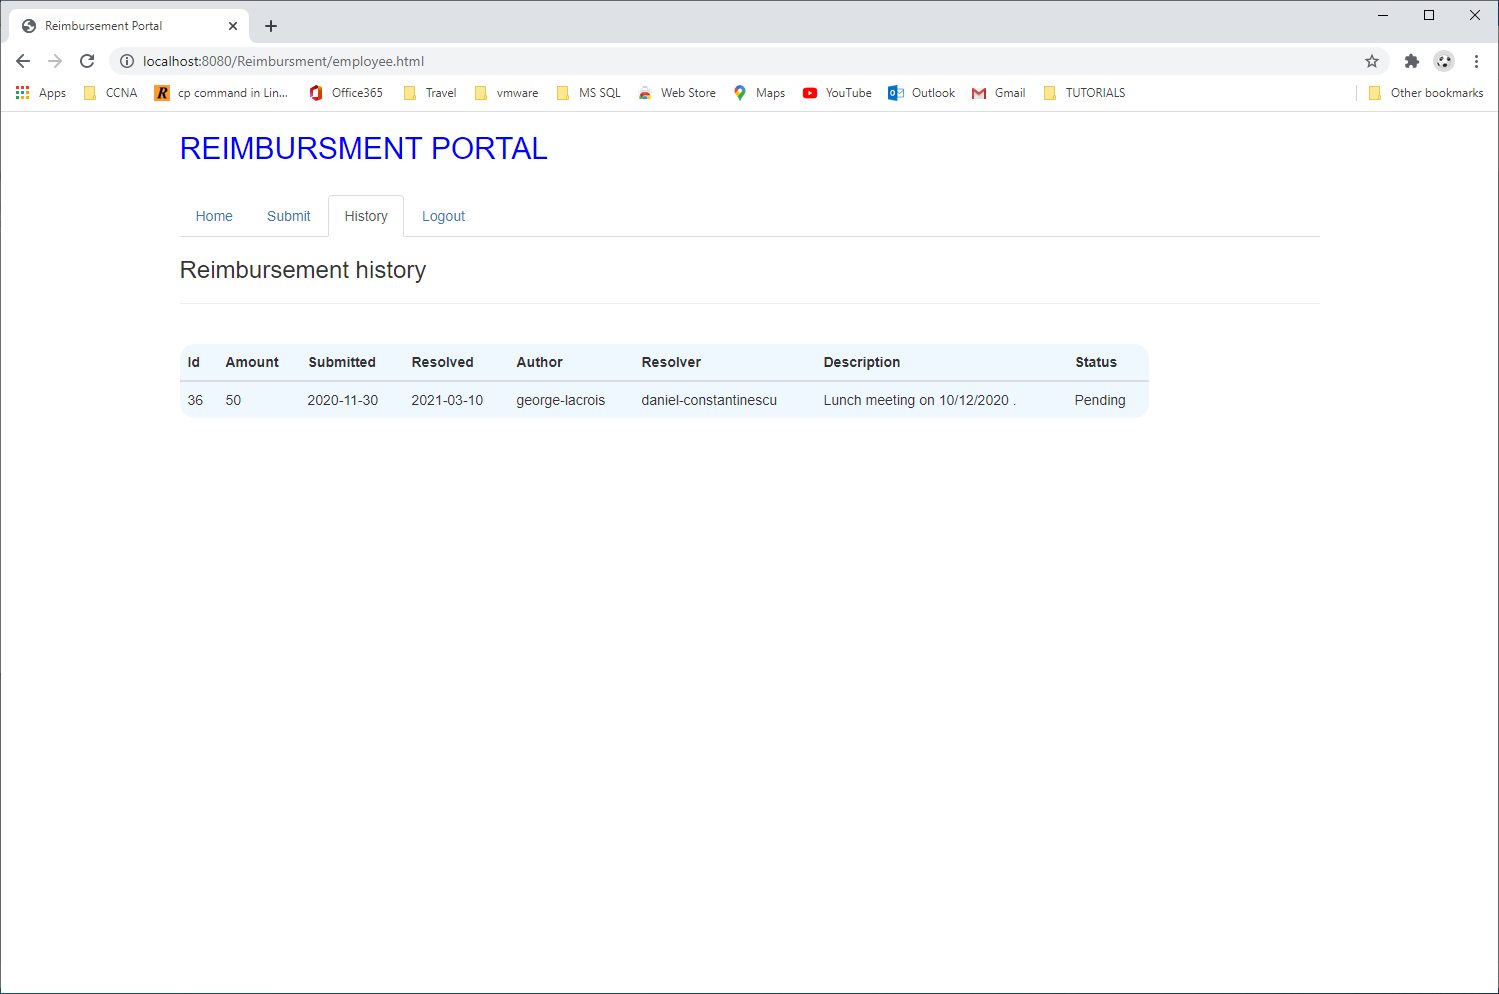 Reimbursement Portal
localhost:8080/Reimbursment/employee.html
Apps CCNA R cp command in Lin... Office365 Travel vmware MS SQL Web Store Maps YouTube Outlook Gmail TUTORIALS Other bookmarks
REIMBURSMENT PORTAL
Home Submit History Logout
Reimbursement history
Id Amount Submitted Resolved Author Resolver Description Status
36 50 2020-11-30 2021-03-10 george-lacrois daniel-constantinescu Lunch meeting on 10/12/2020 . Pending